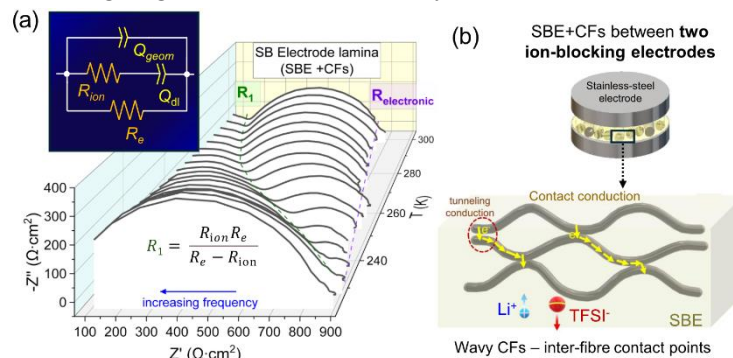 (a)
Q_geom
R_ion
Q_dl
R_e
SB Electrode lamina
(SBE +CFs)
R_1
R_electronic
-Z'' (Ω·cm²)
400
300
200
100
0
R_1 = R_ion R_e / (R_e − R_ion)
increasing frequency
100 200 300 400 500 600 700 800 900
Z' (Ω·cm²)
300
280
260
240
T (K)
(b)
SBE+CFs between two
ion-blocking electrodes
Stainless-steel
electrode
tunneling
conduction
Contact conduction
e
e
Li⁺
TFSI⁻
SBE
Wavy CFs – inter-fibre contact points